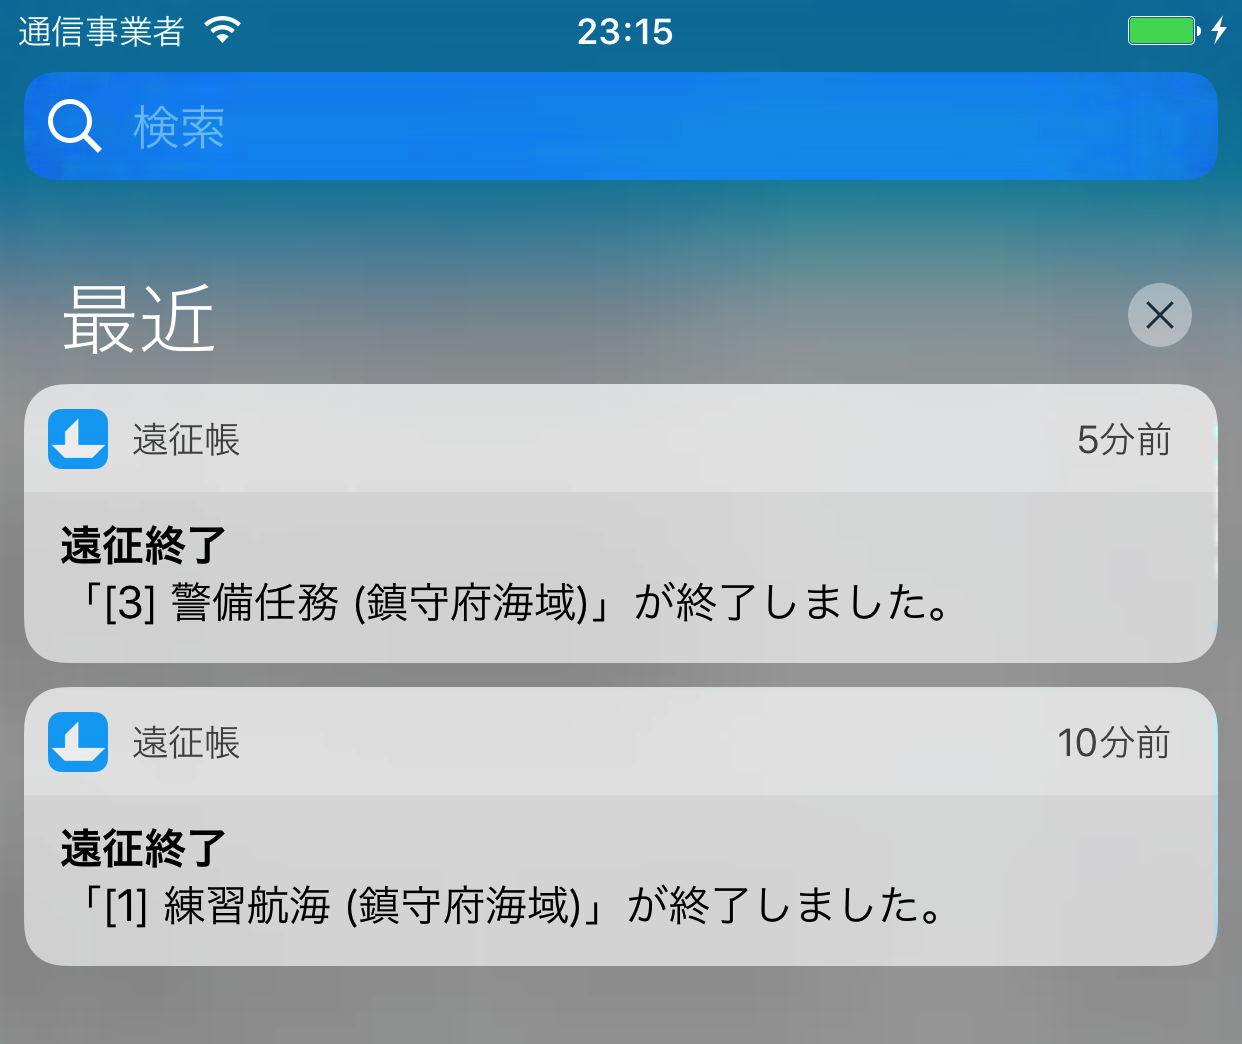 通信事業者
23:15
検索
最近
遠征帳
5分前
遠征終了
「[3] 警備任務 (鎮守府海域)」が終了しました。
遠征帳
10分前
遠征終了
「[1] 練習航海 (鎮守府海域)」が終了しました。